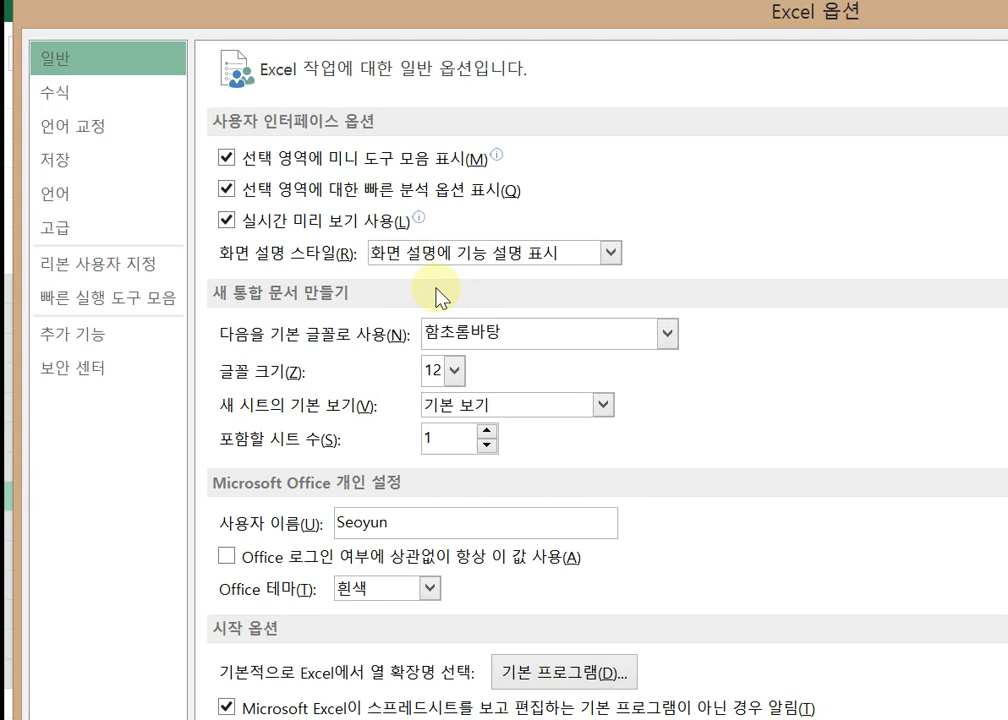 Excel 옵션
일반
수식
언어 교정
저장
언어
고급
리본 사용자 지정
빠른 실행 도구 모음
추가 기능
보안 센터
Excel 작업에 대한 일반 옵션입니다.
사용자 인터페이스 옵션
선택 영역에 미니 도구 모음 표시(M)
선택 영역에 대한 빠른 분석 옵션 표시(Q)
실시간 미리 보기 사용(L)
화면 설명 스타일(R): 화면 설명에 기능 설명 표시
새 통합 문서 만들기
다음을 기본 글꼴로 사용(N): 함초롬바탕
글꼴 크기(Z): 12
새 시트의 기본 보기(V): 기본 보기
포함할 시트 수(S): 1
Microsoft Office 개인 설정
사용자 이름(U): Seoyun
Office 로그인 여부에 상관없이 항상 이 값 사용(A)
Office 테마(T): 흰색
시작 옵션
기본적으로 Excel에서 열 확장명 선택: 기본 프로그램(D)...
Microsoft Excel이 스프레드시트를 보고 편집하는 기본 프로그램이 아닌 경우 알림(T)